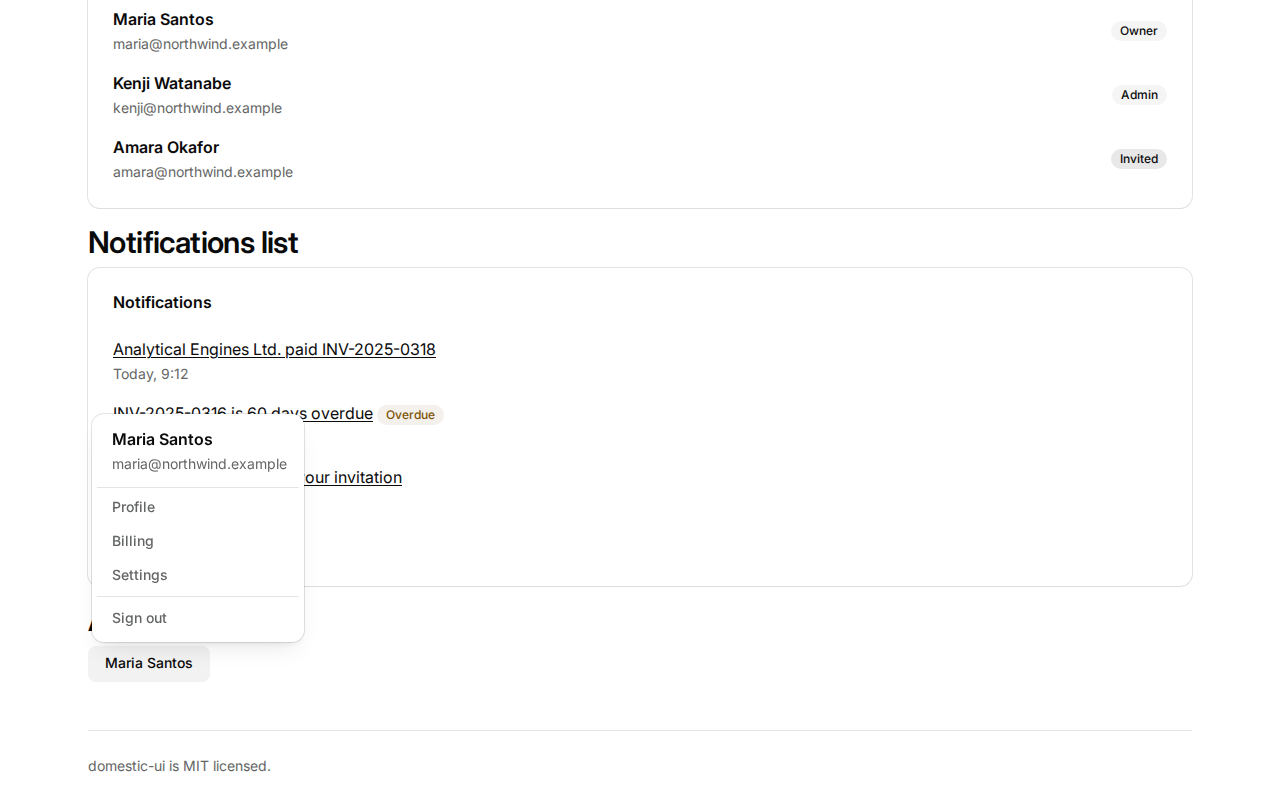 Maria Santos
maria@northwind.example
Owner
Kenji Watanabe
kenji@northwind.example
Admin
Amara Okafor
amara@northwind.example
Invited
Notifications list
Notifications
Analytical Engines Ltd. paid INV-2025-0318
Today, 9:12
INV-2025-0316 is 60 days overdue
Overdue
your invitation
Maria Santos
maria@northwind.example
Profile
Billing
Settings
Sign out
Maria Santos
domestic-ui is MIT licensed.